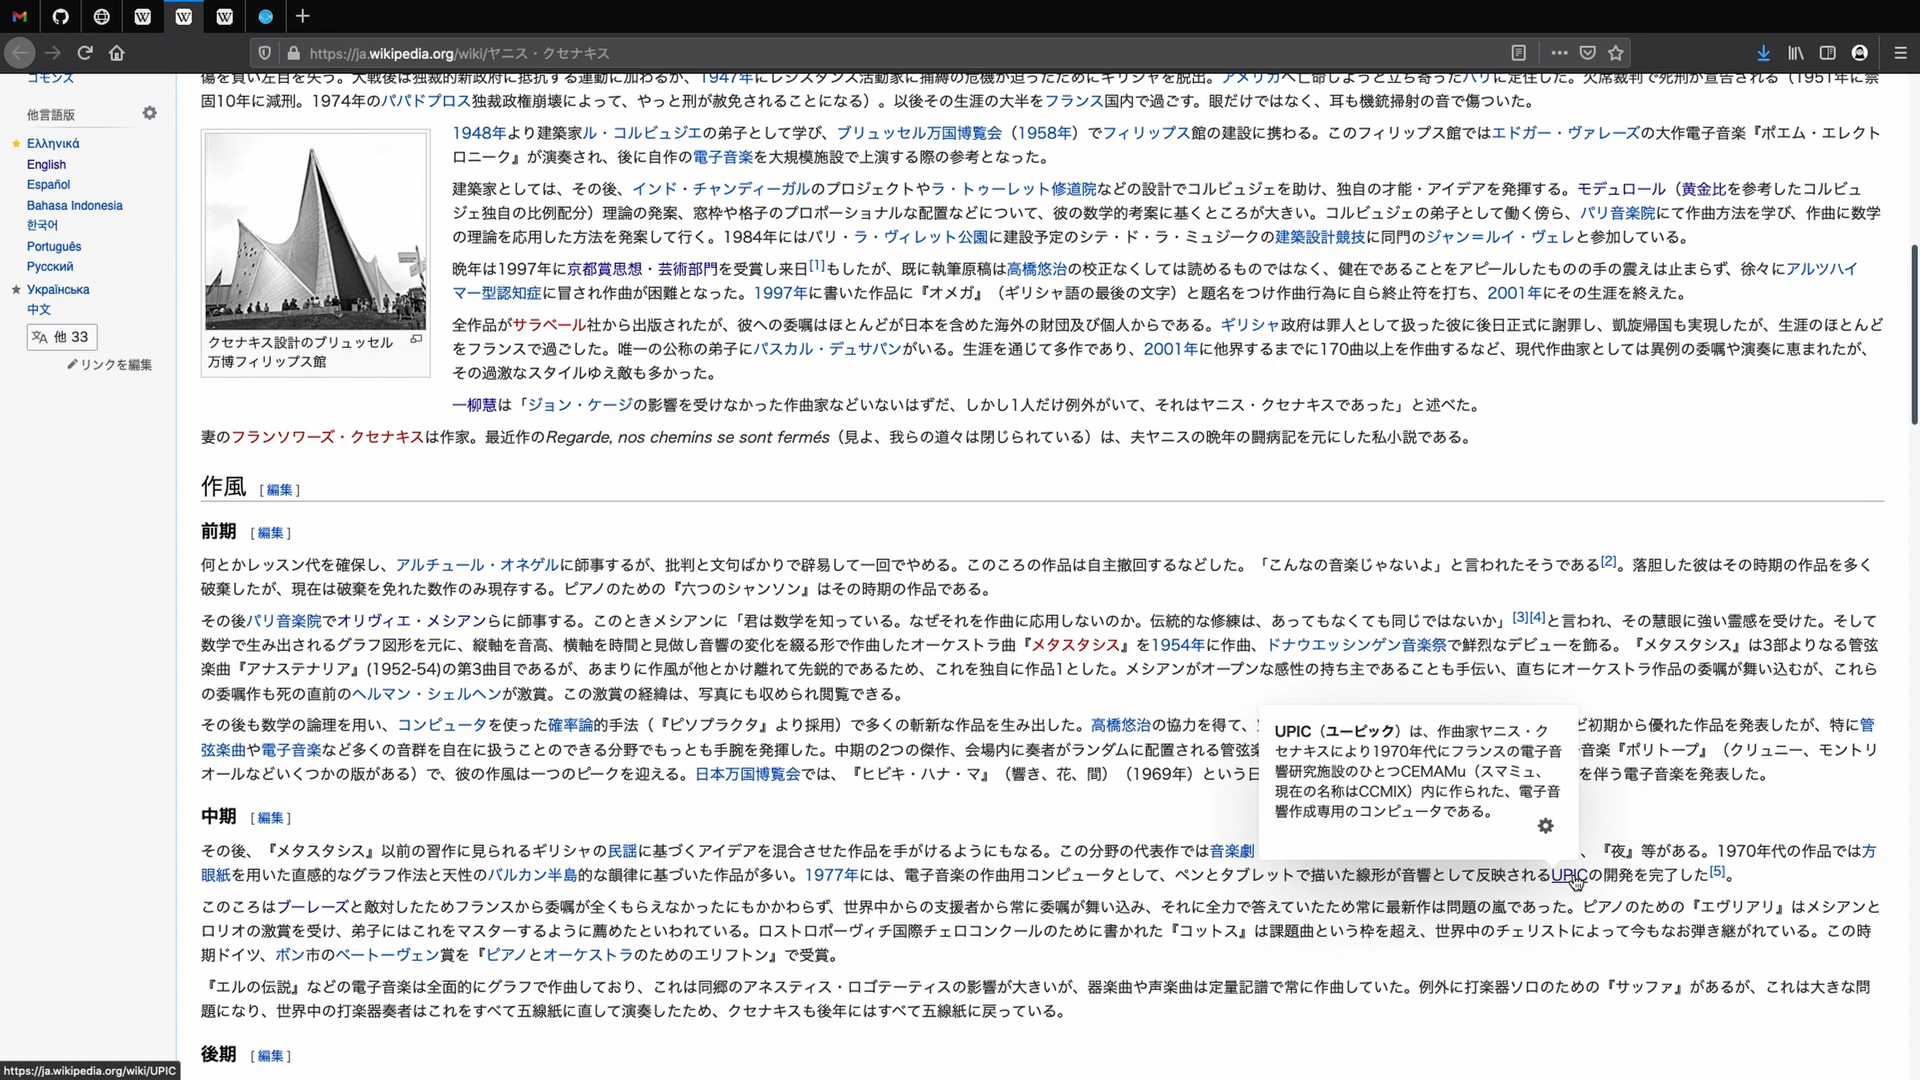 https://ja.wikipedia.org/wiki/ヤニス・クセナキス
コモンズ
他言語版
Ελληνικά
English
Español
Bahasa Indonesia
한국어
Português
Русский
Українська
中文
他 33
リンクを編集
傷を負い左目を失う。大戦後は独裁的新政府に抵抗する運動に加わるが、1947年にレジスタンス活動家に捕縛の危機が迫ったためにギリシャを脱出。アメリカへ亡命しようと立ち寄ったパリに定住した。欠席裁判で死刑が宣告される（1951年に禁
固10年に減刑。1974年のパパドプロス独裁政権崩壊によって、やっと刑が赦免されることになる）。以後その生涯の大半をフランス国内で過ごす。眼だけではなく、耳も機銃掃射の音で傷ついた。
クセナキス設計のブリュッセル
万博フィリップス館
1948年より建築家ル・コルビュジエの弟子として学び、ブリュッセル万国博覧会（1958年）でフィリップス館の建設に携わる。このフィリップス館ではエドガー・ヴァレーズの大作電子音楽『ポエム・エレクト
ロニーク』が演奏され、後に自作の電子音楽を大規模施設で上演する際の参考となった。
建築家としては、その後、インド・チャンディーガルのプロジェクトやラ・トゥーレット修道院などの設計でコルビュジェを助け、独自の才能・アイデアを発揮する。モデュロール（黄金比を参考したコルビュ
ジェ独自の比例配分）理論の発案、窓枠や格子のプロポーショナルな配置などについて、彼の数学的考案に基くところが大きい。コルビュジェの弟子として働く傍ら、パリ音楽院にて作曲方法を学び、作曲に数学
の理論を応用した方法を発案して行く。1984年にはパリ・ラ・ヴィレット公園に建設予定のシテ・ド・ラ・ミュジークの建築設計競技に同門のジャン＝ルイ・ヴェレと参加している。
晩年は1997年に京都賞思想・芸術部門を受賞し来日[1]もしたが、既に執筆原稿は高橋悠治の校正なくしては読めるものではなく、健在であることをアピールしたものの手の震えは止まらず、徐々にアルツハイ
マー型認知症に冒され作曲が困難となった。1997年に書いた作品に『オメガ』（ギリシャ語の最後の文字）と題名をつけ作曲行為に自ら終止符を打ち、2001年にその生涯を終えた。
全作品がサラベール社から出版されたが、彼への委嘱はほとんどが日本を含めた海外の財団及び個人からである。ギリシャ政府は罪人として扱った彼に後日正式に謝罪し、凱旋帰国も実現したが、生涯のほとんど
をフランスで過ごした。唯一の公称の弟子にパスカル・デュサパンがいる。生涯を通じて多作であり、2001年に他界するまでに170曲以上を作曲するなど、現代作曲家としては異例の委嘱や演奏に恵まれたが、
その過激なスタイルゆえ敵も多かった。
一柳慧は「ジョン・ケージの影響を受けなかった作曲家などいないはずだ、しかし1人だけ例外がいて、それはヤニス・クセナキスであった」と述べた。
妻のフランソワーズ・クセナキスは作家。最近作のRegarde, nos chemins se sont fermés（見よ、我らの道々は閉じられている）は、夫ヤニスの晩年の闘病記を元にした私小説である。
作風 [編集]
前期 [編集]
何とかレッスン代を確保し、アルチュール・オネゲルに師事するが、批判と文句ばかりで辟易して一回でやめる。このころの作品は自主撤回するなどした。「こんなの音楽じゃないよ」と言われたそうである[2]。落胆した彼はその時期の作品を多く
破棄したが、現在は破棄を免れた数作のみ現存する。ピアノのための『六つのシャンソン』はその時期の作品である。
その後パリ音楽院でオリヴィエ・メシアンらに師事する。このときメシアンに「君は数学を知っている。なぜそれを作曲に応用しないのか。伝統的な修練は、あってもなくても同じではないか」[3][4]と言われ、その慧眼に強い霊感を受けた。そして
数学で生み出されるグラフ図形を元に、縦軸を音高、横軸を時間と見做し音響の変化を綴る形で作曲したオーケストラ曲『メタスタシス』を1954年に作曲、ドナウエッシンゲン音楽祭で鮮烈なデビューを飾る。『メタスタシス』は3部よりなる管弦
楽曲『アナステナリア』(1952-54)の第3曲目であるが、あまりに作風が他とかけ離れて先鋭的であるため、これを独自に作品1とした。メシアンがオープンな感性の持ち主であることも手伝い、直ちにオーケストラ作品の委嘱が舞い込むが、これら
の委嘱作も死の直前のヘルマン・シェルヘンが激賞。この激賞の経緯は、写真にも収められ閲覧できる。
その後も数学の論理を用い、コンピュータを使った確率論的手法（『ピソプラクタ』より採用）で多くの斬新な作品を生み出した。高橋悠治の協力を得て、 ど初期から優れた作品を発表したが、特に管
弦楽曲や電子音楽など多くの音群を自在に扱うことのできる分野でもっとも手腕を発揮した。中期の2つの傑作、会場内に奏者がランダムに配置される管弦楽 音楽『ポリトープ』（クリュニー、モントリ
オールなどいくつかの版がある）で、彼の作風は一つのピークを迎える。日本万国博覧会では、『ヒビキ・ハナ・マ』（響き、花、間）（1969年）という日 を伴う電子音楽を発表した。
UPIC（ユーピック）は、作曲家ヤニス・ク
セナキスにより1970年代にフランスの電子音
響研究施設のひとつCEMAMu（スマミュ、
現在の名称はCCMIX）内に作られた、電子音
響作成専用のコンピュータである。
中期 [編集]
その後、『メタスタシス』以前の習作に見られるギリシャの民謡に基づくアイデアを混合させた作品を手がけるようにもなる。この分野の代表作では音楽劇 、『夜』等がある。1970年代の作品では方
眼紙を用いた直感的なグラフ作法と天性のバルカン半島的な韻律に基づいた作品が多い。1977年には、電子音楽の作曲用コンピュータとして、ペンとタブレットで描いた線形が音響として反映されるUPICの開発を完了した[5]。
このころはブーレーズと敵対したためフランスから委嘱が全くもらえなかったにもかかわらず、世界中からの支援者から常に委嘱が舞い込み、それに全力で答えていたため常に最新作は問題の嵐であった。ピアノのための『エヴリアリ』はメシアンと
ロリオの激賞を受け、弟子にはこれをマスターするように薦めたといわれている。ロストロポーヴィチ国際チェロコンクールのために書かれた『コットス』は課題曲という枠を超え、世界中のチェリストによって今もなお弾き継がれている。この時
期ドイツ、ボン市のベートーヴェン賞を『ピアノとオーケストラのためのエリフトン』で受賞。
『エルの伝説』などの電子音楽は全面的にグラフで作曲しており、これは同郷のアネスティス・ロゴテーティスの影響が大きいが、器楽曲や声楽曲は定量記譜で常に作曲していた。例外に打楽器ソロのための『サッファ』があるが、これは大きな問
題になり、世界中の打楽器奏者はこれをすべて五線紙に直して演奏したため、クセナキスも後年にはすべて五線紙に戻っている。
後期 [編集]
https://ja.wikipedia.org/wiki/UPIC